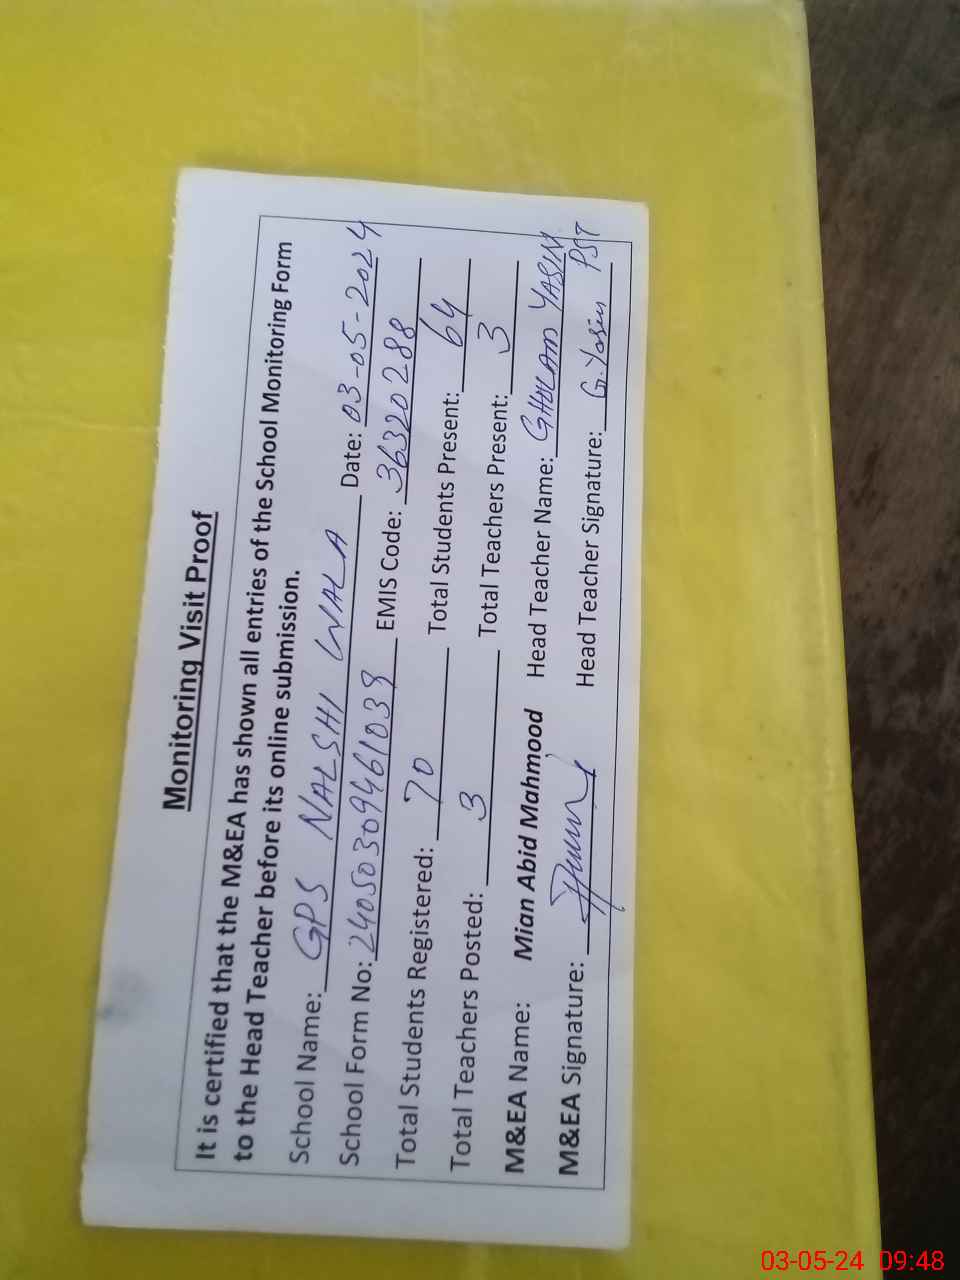 Monitoring Visit Proof
It is certified that the M&EA has shown all entries of the School Monitoring Form
to the Head Teacher before its online submission.
School Name: GPS NALSHI WALA Date: 03-05-2024
School Form No: 24050309461039 EMIS Code: 36320288
Total Students Registered: 70 Total Students Present: 64
Total Teachers Posted: 3 Total Teachers Present: 3
M&EA Name: Mian Abid Mahmood Head Teacher Name: GHULAM YASIN
M&EA Signature: Head Teacher Signature: G. Yasin PST
03-05-24 09:48